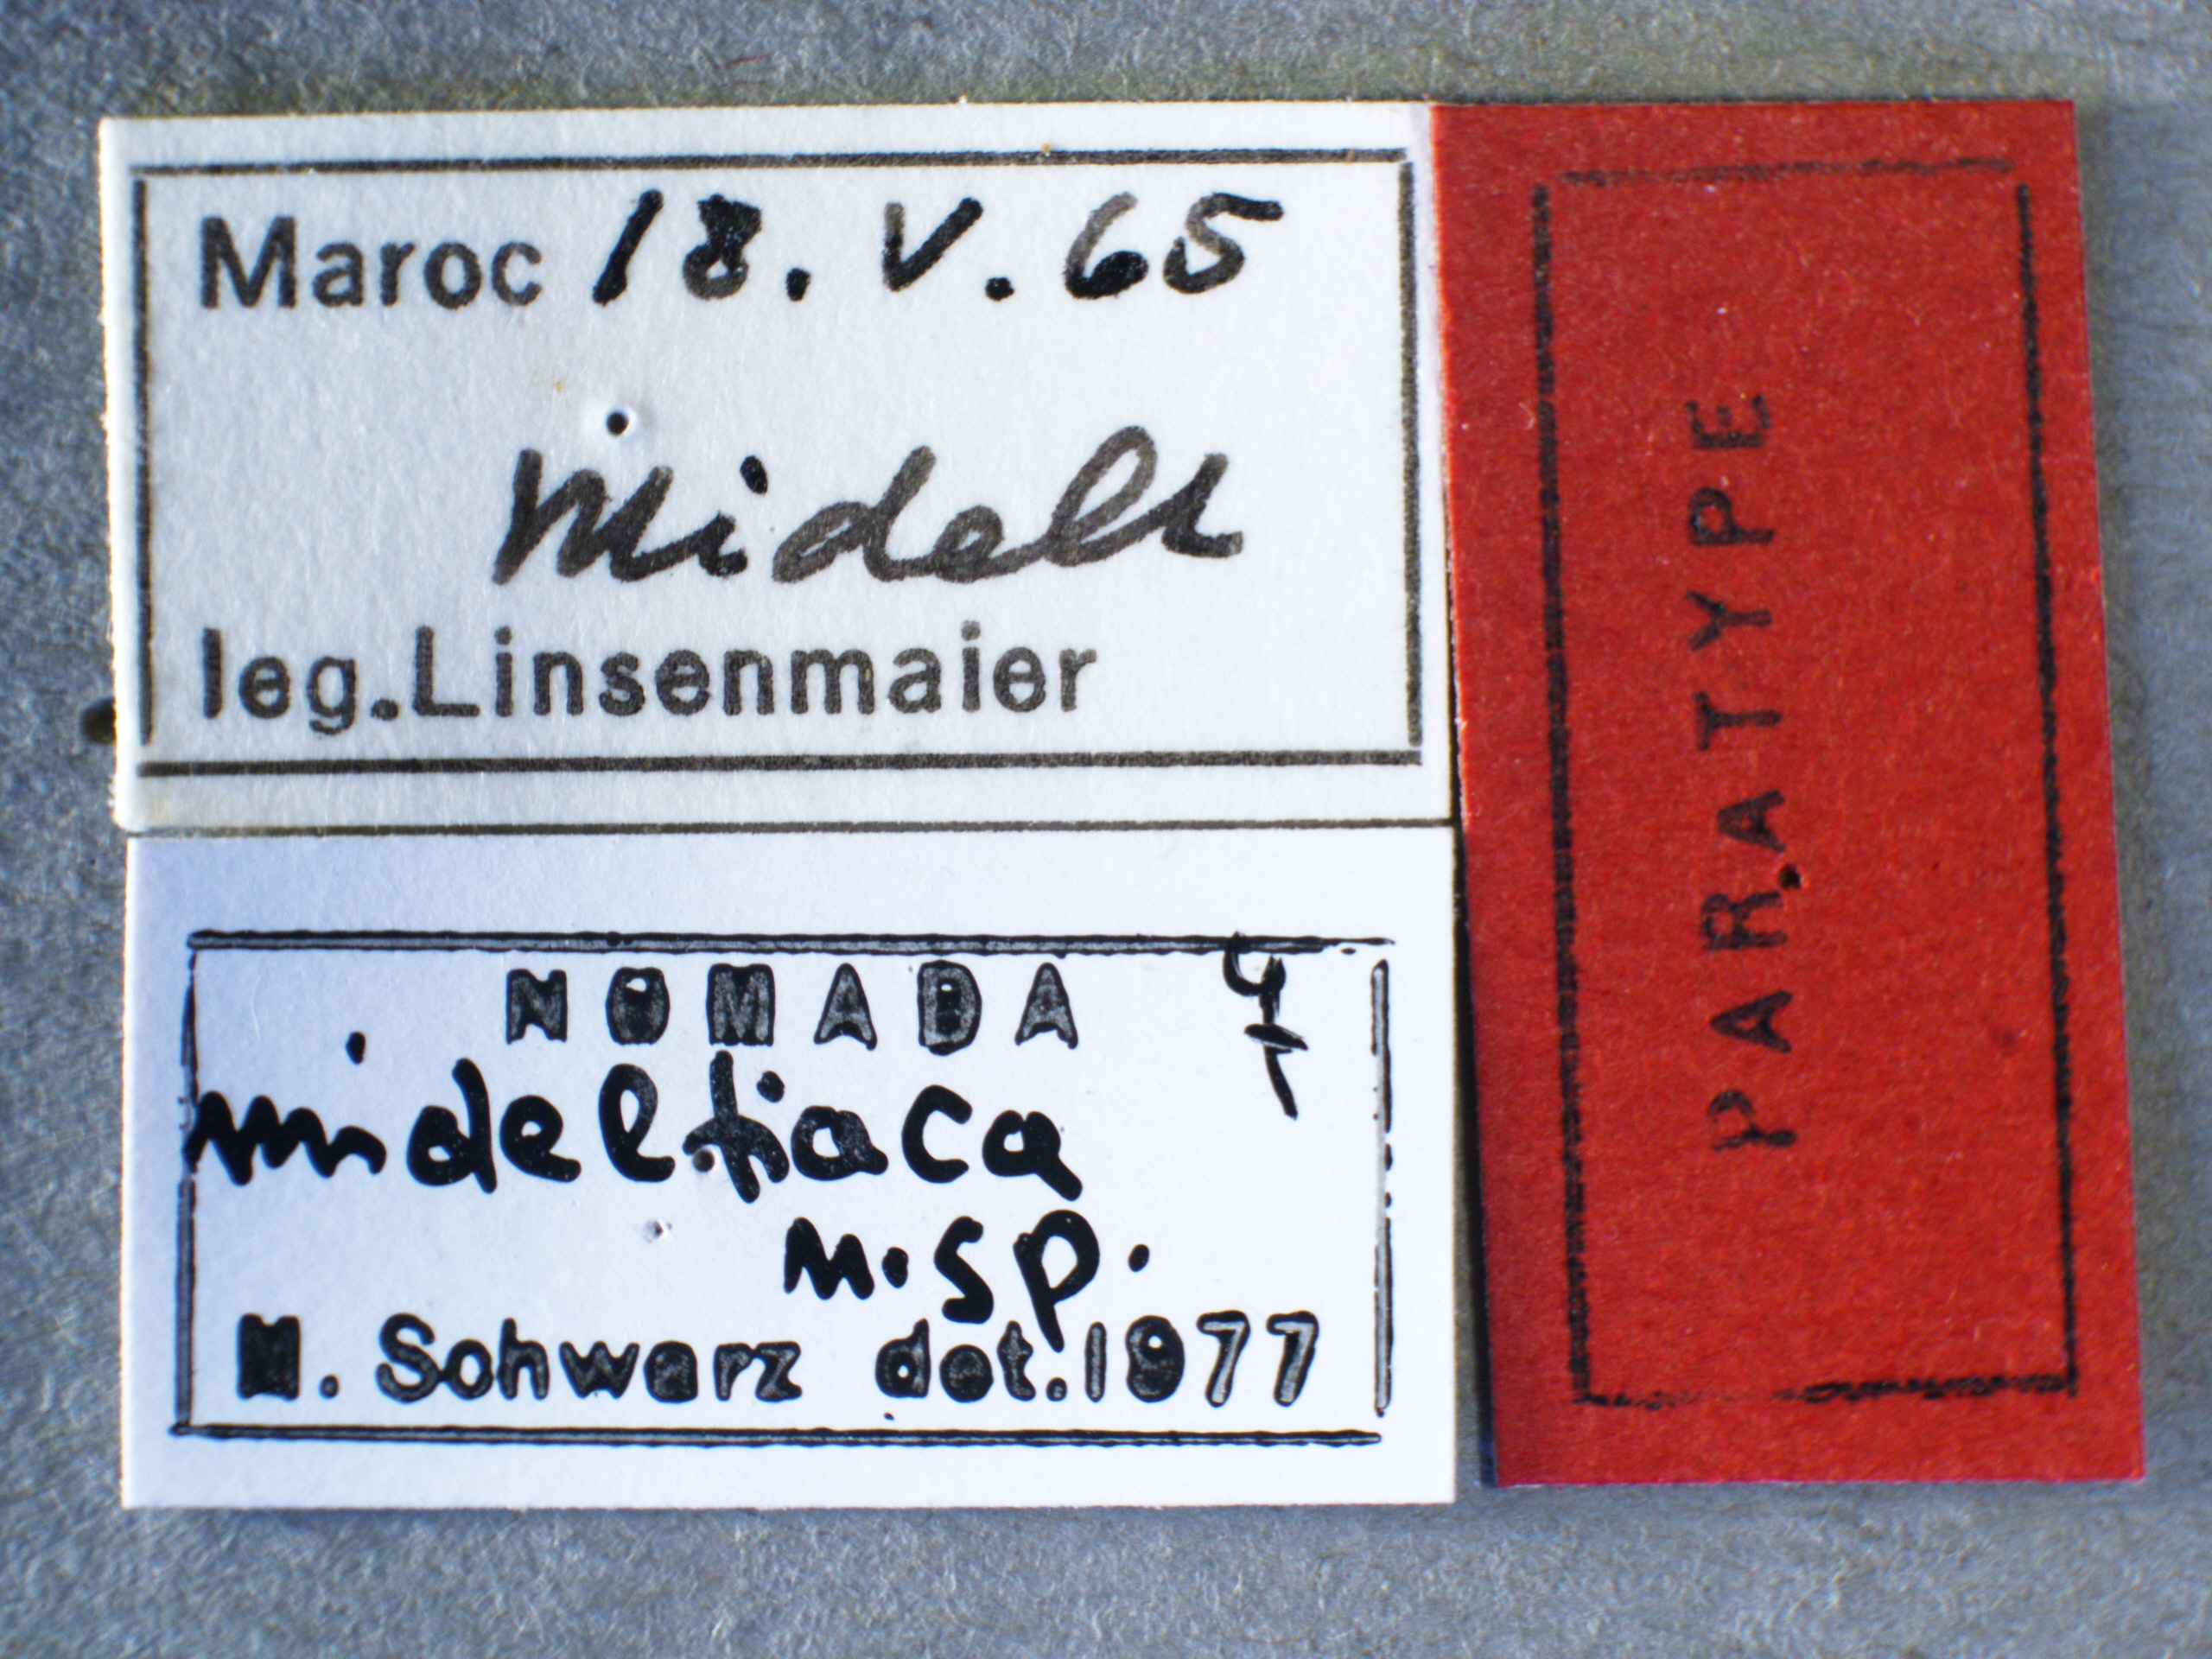 Maroc 18. V. 65
Midelt
leg. Linsenmaier
NOMADA ♀
mideltiaca
n. sp.
M. Schwarz det. 1977
PARATYPE